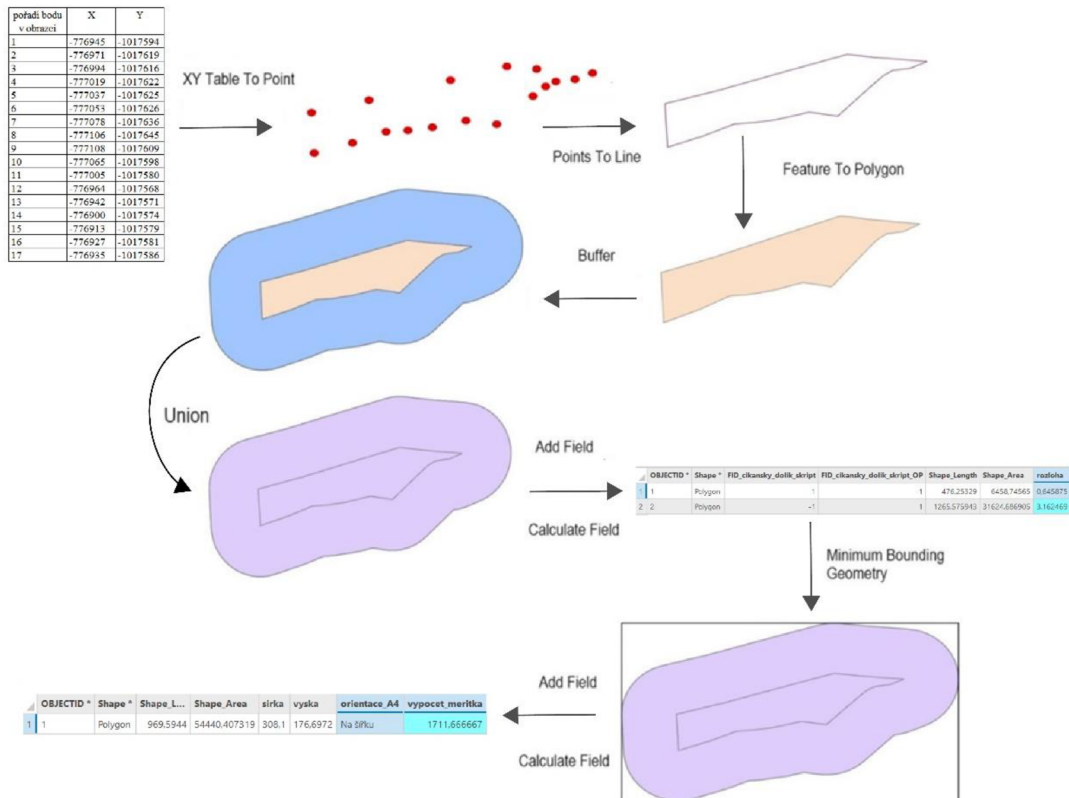 pořadí bodu v obrazci X Y
1 -776945 -1017594
2 -776971 -1017619
3 -776994 -1017616
4 -777019 -1017622
5 -777037 -1017625
6 -777053 -1017626
7 -777078 -1017636
8 -777106 -1017645
9 -777108 -1017609
10 -777065 -1017598
11 -777005 -1017580
12 -776964 -1017568
13 -776942 -1017571
14 -776900 -1017574
15 -776913 -1017579
16 -776927 -1017581
17 -776935 -1017586
XY Table To Point
Points To Line
Feature To Polygon
Buffer
Union
Add Field
Calculate Field
OBJECTID * Shape * FID_cikansky_dolik_skript FID_cikansky_dolik_skript_OP Shape_Length Shape_Area rozloha
1 1 Polygon 1 1 476,25329 6458,74565 0,645875
2 2 Polygon -1 1 1265,575943 31624,686905 3,162469
Minimum Bounding
Geometry
Add Field
Calculate Field
OBJECTID * Shape * Shape_L... Shape_Area sirka vyska orientace_A4 vypocet_meritka
1 1 Polygon 969,5944 54440,407319 308,1 176,6972 Na šířku 1711,666667